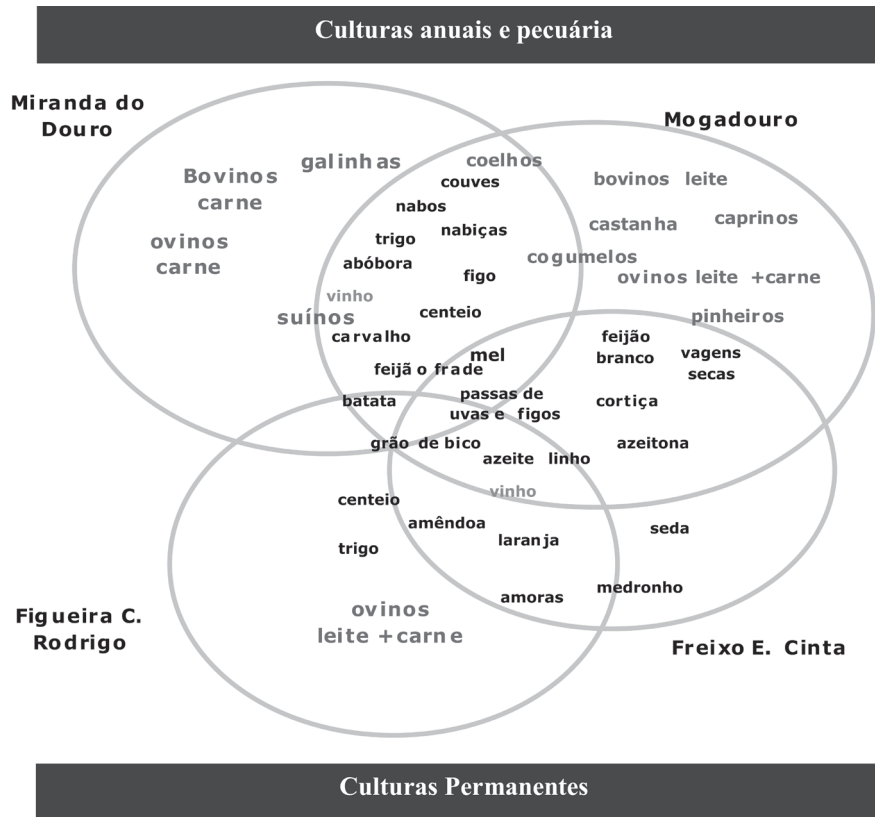 Culturas anuais e pecuária
Miranda do
Douro
Mogadouro
galinhas
coelhos
Bovinos
carne
couves
bovinos leite
nabos
castanha
caprinos
nabiças
trigo
ovinos
carne
abóbora
cogumelos
figo
ovinos leite +carne
vinho
suínos
centeio
pinheiros
carvalho
feijão
branco
mel
vagens
secas
feijão frade
batata
passas de
uvas e figos
cortiça
grão de bico
azeitona
azeite linho
vinho
centeio
amêndoa
laranja
seda
trigo
medronho
amoras
ovinos
leite +carne
Figueira C.
Rodrigo
Freixo E. Cinta
Culturas Permanentes